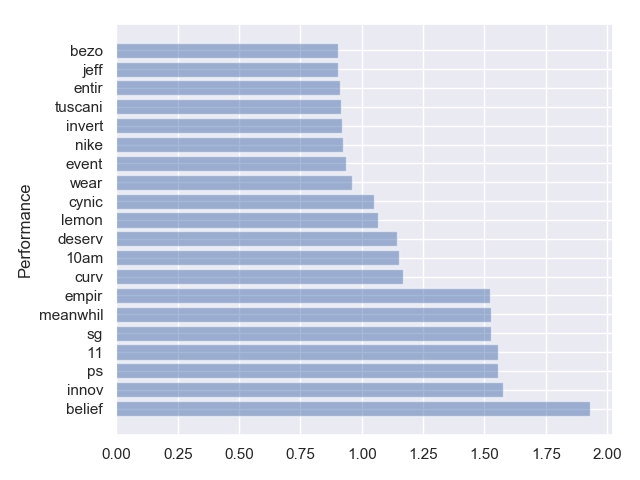 bezo
jeff
entir
tuscani
invert
nike
event
wear
cynic
lemon
deserv
10am
curv
empir
meanwhil
sg
11
ps
innov
belief
Performance
0.00 0.25 0.50 0.75 1.00 1.25 1.50 1.75 2.00